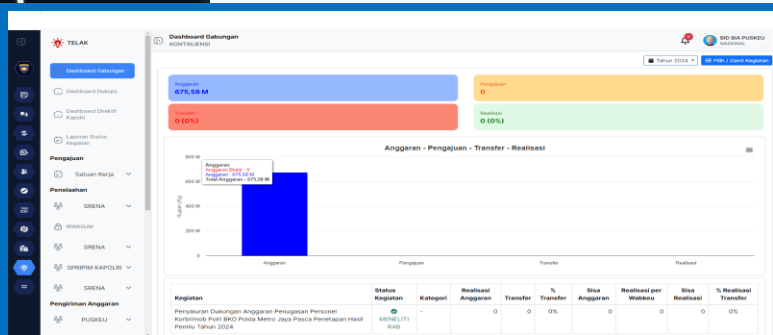 TELAK
Dashboard Gabungan
KONTINJENSI
BID BIA PUSKEU
NASIONAL
Tahun 2024
Pilih / Ganti Kegiatan
Dashboard Gabungan
Dashboard Dukops
Dashboard Direktif
Kapolri
Laporan Status
Kegiatan
Pengajuan
Satuan Kerja
Penelaahan
SRENA
ITWASUM
SRENA
SPRIPIM KAPOLRI
SRENA
Pengiriman Anggaran
PUSKEU
Anggaran
675,58 M
Pengajuan
0
Transfer
0 (0%)
Realisasi
0 (0%)
Anggaran - Pengajuan - Transfer - Realisasi
Rupiah (Rp)
800 M
600 M
400 M
200 M
0
Anggaran
Anggaran Blokir : 0
Anggaran : 675,58 M
Total Anggaran : 675,58 M
Anggaran Pengajuan Transfer Realisasi
Kegiatan Status Kegiatan Kategori Realisasi Anggaran Transfer % Transfer Sisa Anggaran Realisasi per Wabkeu Sisa Realisasi % Realisasi Transfer
Penyaluran Dukungan Anggaran Penugasan Personel
Korbrimob Polri BKO Polda Metro Jaya Pasca Penetapan Hasil
Pemilu Tahun 2024
MENELITI
RAB
- 0 0 0% 0 0 0 0%